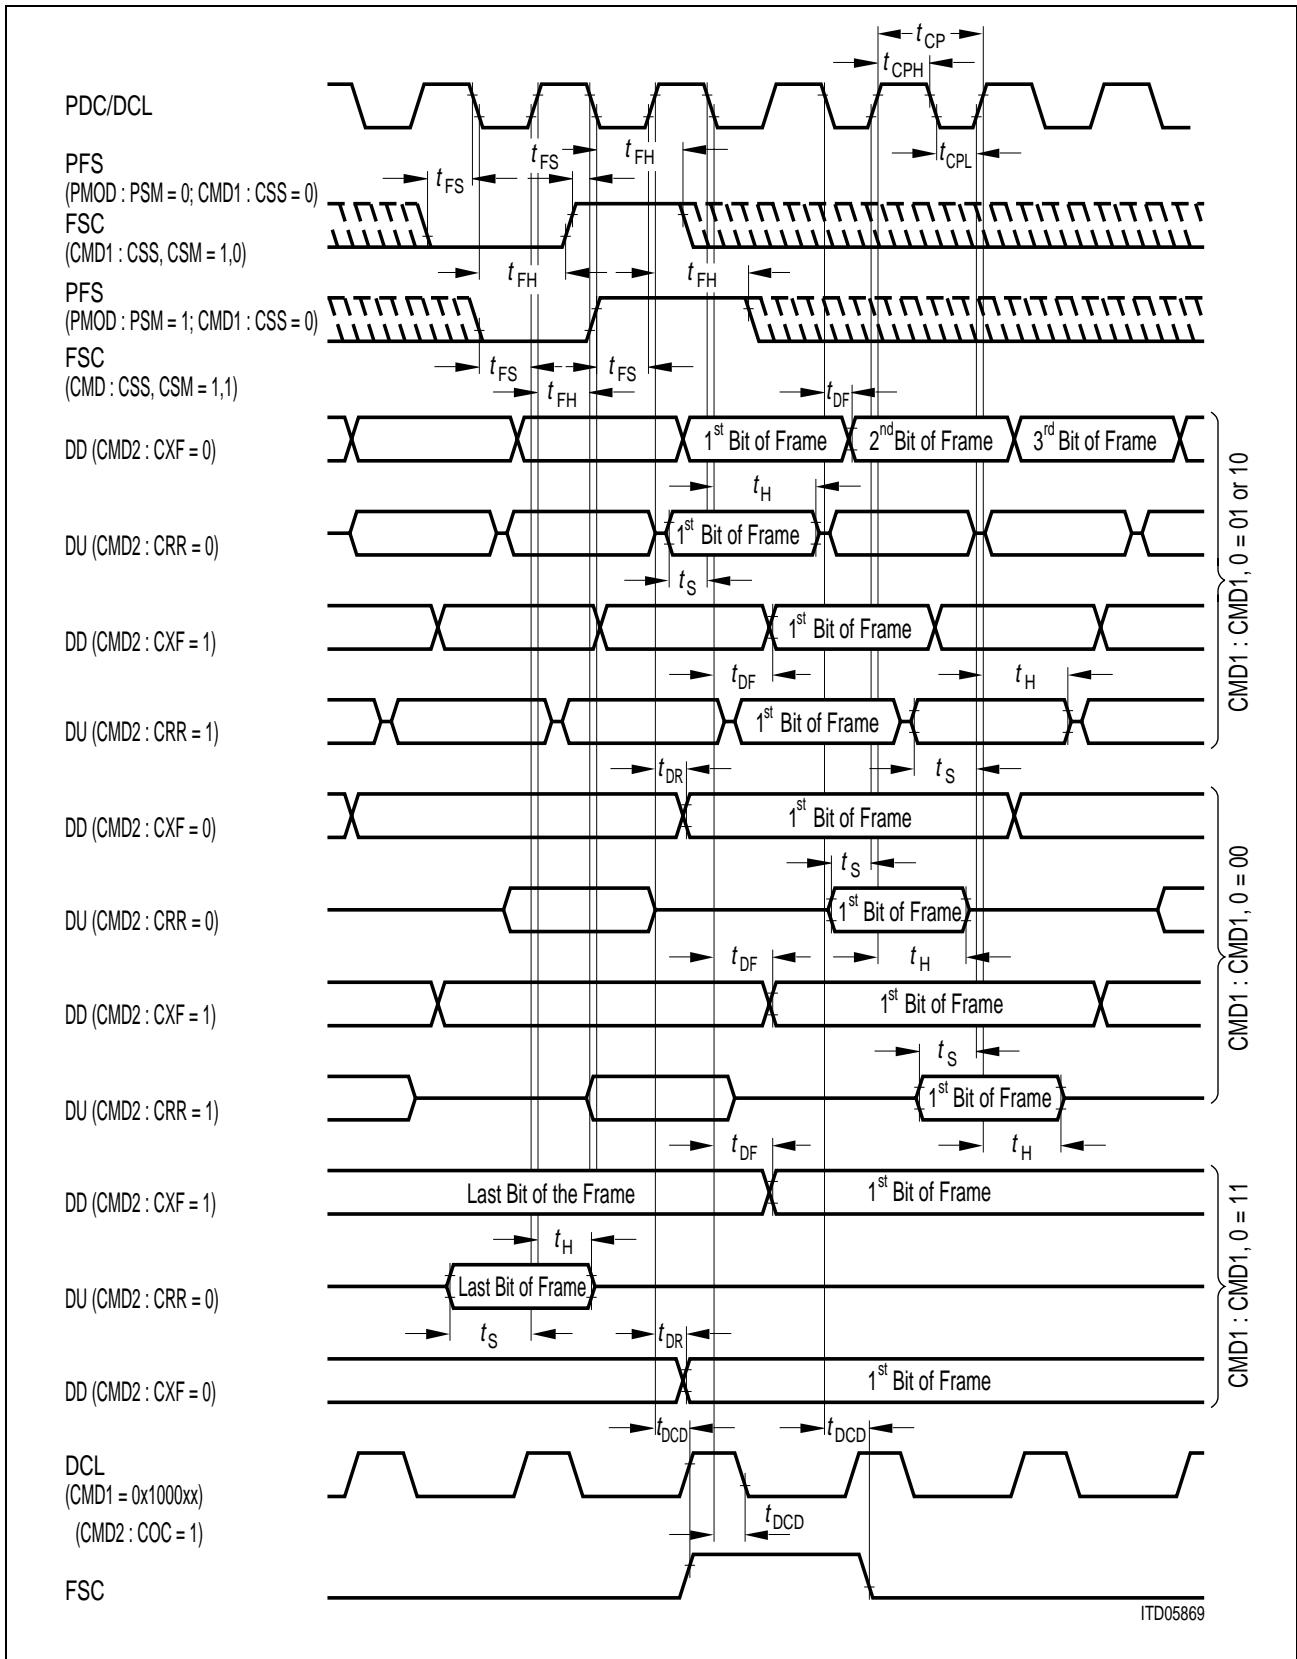 tCP
tCPH
PDC/DCL
tCPL
PFS
(PMOD : PSM = 0; CMD1 : CSS = 0)
tFS
tFS
tFH
FSC
(CMD1 : CSS, CSM = 1,0)
tFH
tFH
PFS
(PMOD : PSM = 1; CMD1 : CSS = 0)
FSC
(CMD : CSS, CSM = 1,1)
tFS
tFS
tFH
tDF
DD (CMD2 : CXF = 0)
1st Bit of Frame
2nd Bit of Frame
3rd Bit of Frame
tH
DU (CMD2 : CRR = 0)
1st Bit of Frame
tS
DD (CMD2 : CXF = 1)
1st Bit of Frame
tDF
tH
DU (CMD2 : CRR = 1)
1st Bit of Frame
CMD1 : CMD1, 0 = 01 or 10
tDR
tS
DD (CMD2 : CXF = 0)
1st Bit of Frame
tS
DU (CMD2 : CRR = 0)
1st Bit of Frame
tDF
tH
DD (CMD2 : CXF = 1)
1st Bit of Frame
tS
DU (CMD2 : CRR = 1)
1st Bit of Frame
CMD1 : CMD1, 0 = 00
tDF
tH
DD (CMD2 : CXF = 1)
Last Bit of the Frame
1st Bit of Frame
tH
DU (CMD2 : CRR = 0)
Last Bit of Frame
tS
tDR
DD (CMD2 : CXF = 0)
1st Bit of Frame
CMD1 : CMD1, 0 = 11
tDCD
tDCD
DCL
(CMD1 = 0x1000xx)
(CMD2 : COC = 1)
tDCD
FSC
ITD05869